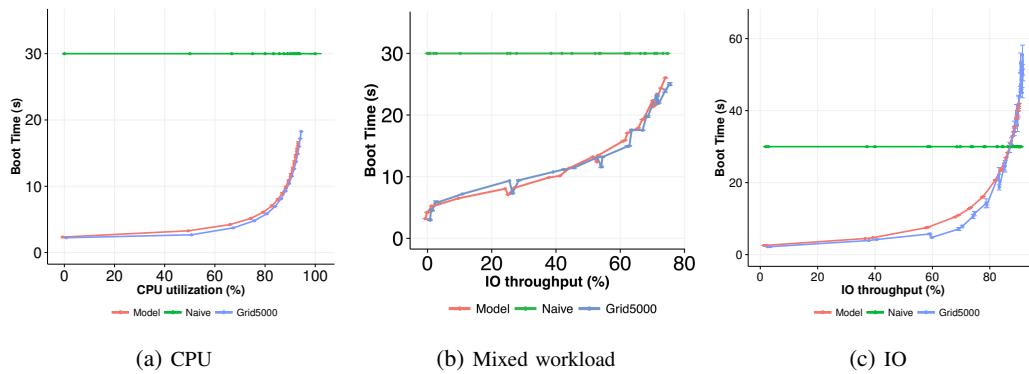 30
20
10
0
Boot Time (s)
0 20 40 60 80 100
CPU utilization (%)
Model Naive Grid5000
(a) CPU
30
20
10
0
Boot Time (s)
0 20 40 60 80
IO throughput (%)
Model Naive Grid5000
(b) Mixed workload
60
40
20
0
Boot Time (s)
0 20 40 60 80
IO throughput (%)
Model Naive Grid5000
(c) IO